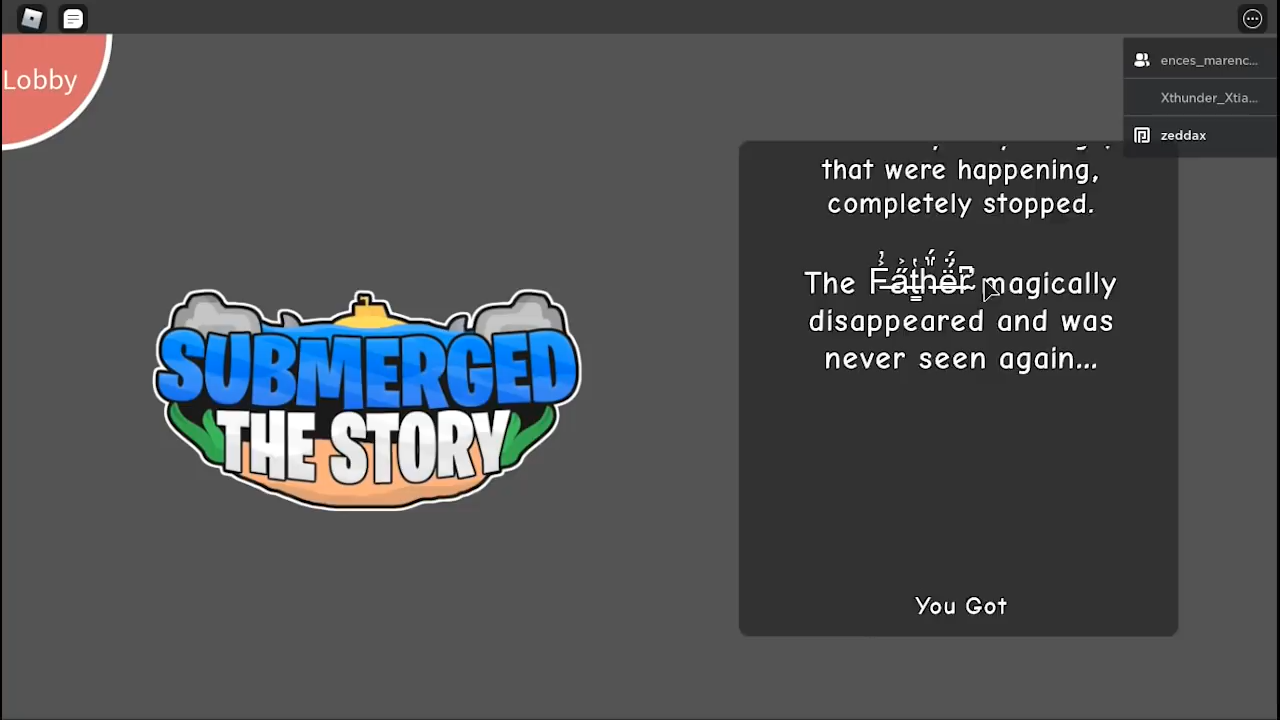 Lobby
ences_marenc...
Xthunder_Xtia...
zeddax
that were happening,
completely stopped.
The Father magically
disappeared and was
never seen again...
You Got
SUBMERGED
THE STORY